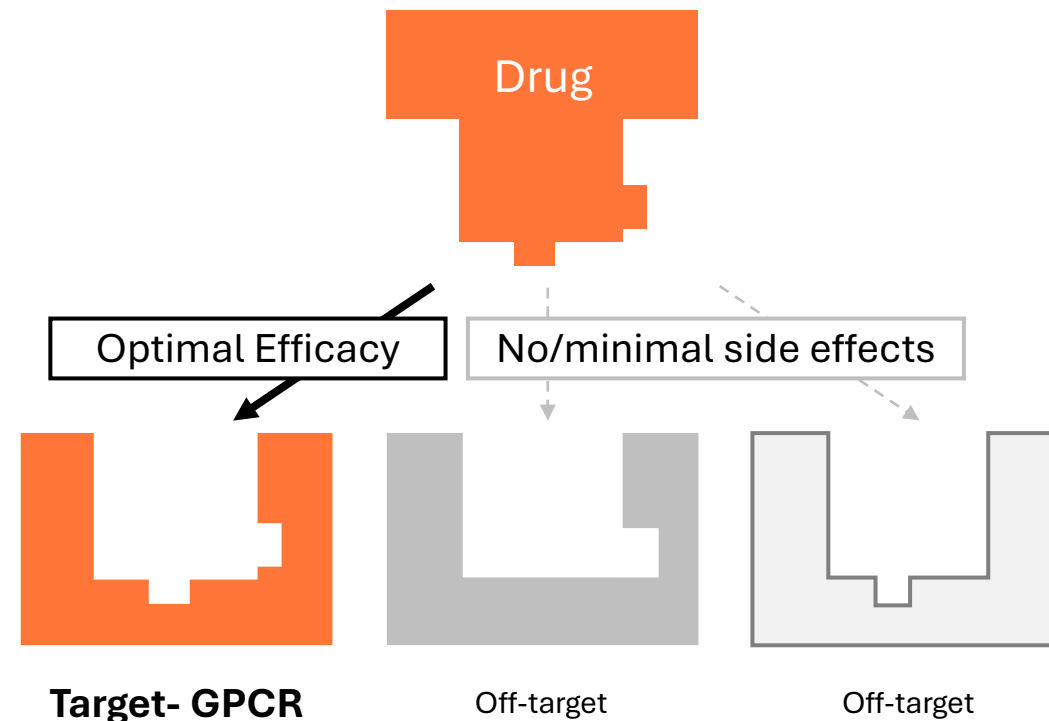 Drug
Optimal Efficacy
No/minimal side effects
Target- GPCR
Off-target
Off-target